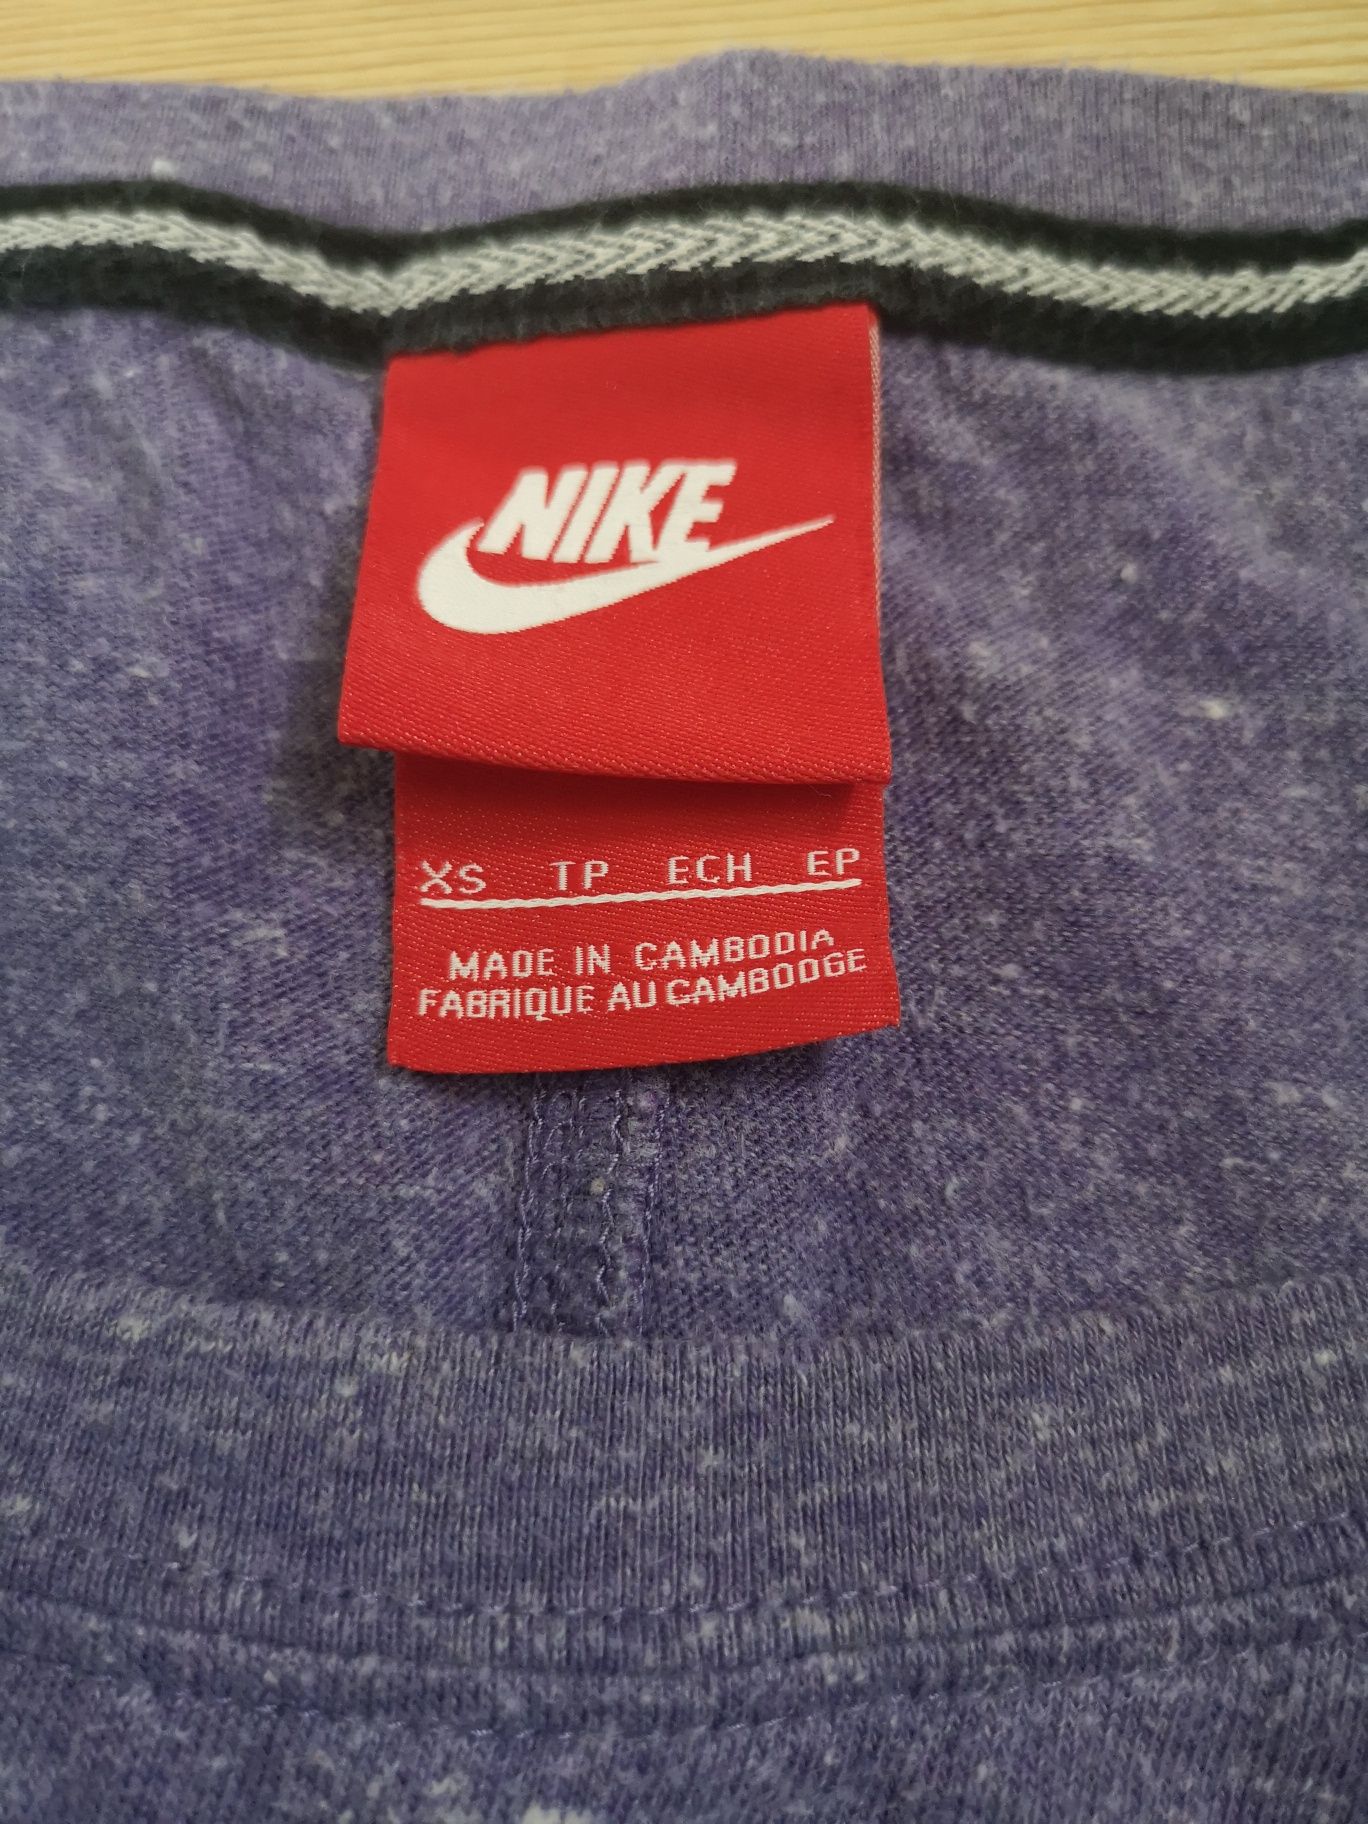 NIKE
XS TP ECH EP
MADE IN CAMBODIA
FABRIQUE AU CAMBODGE